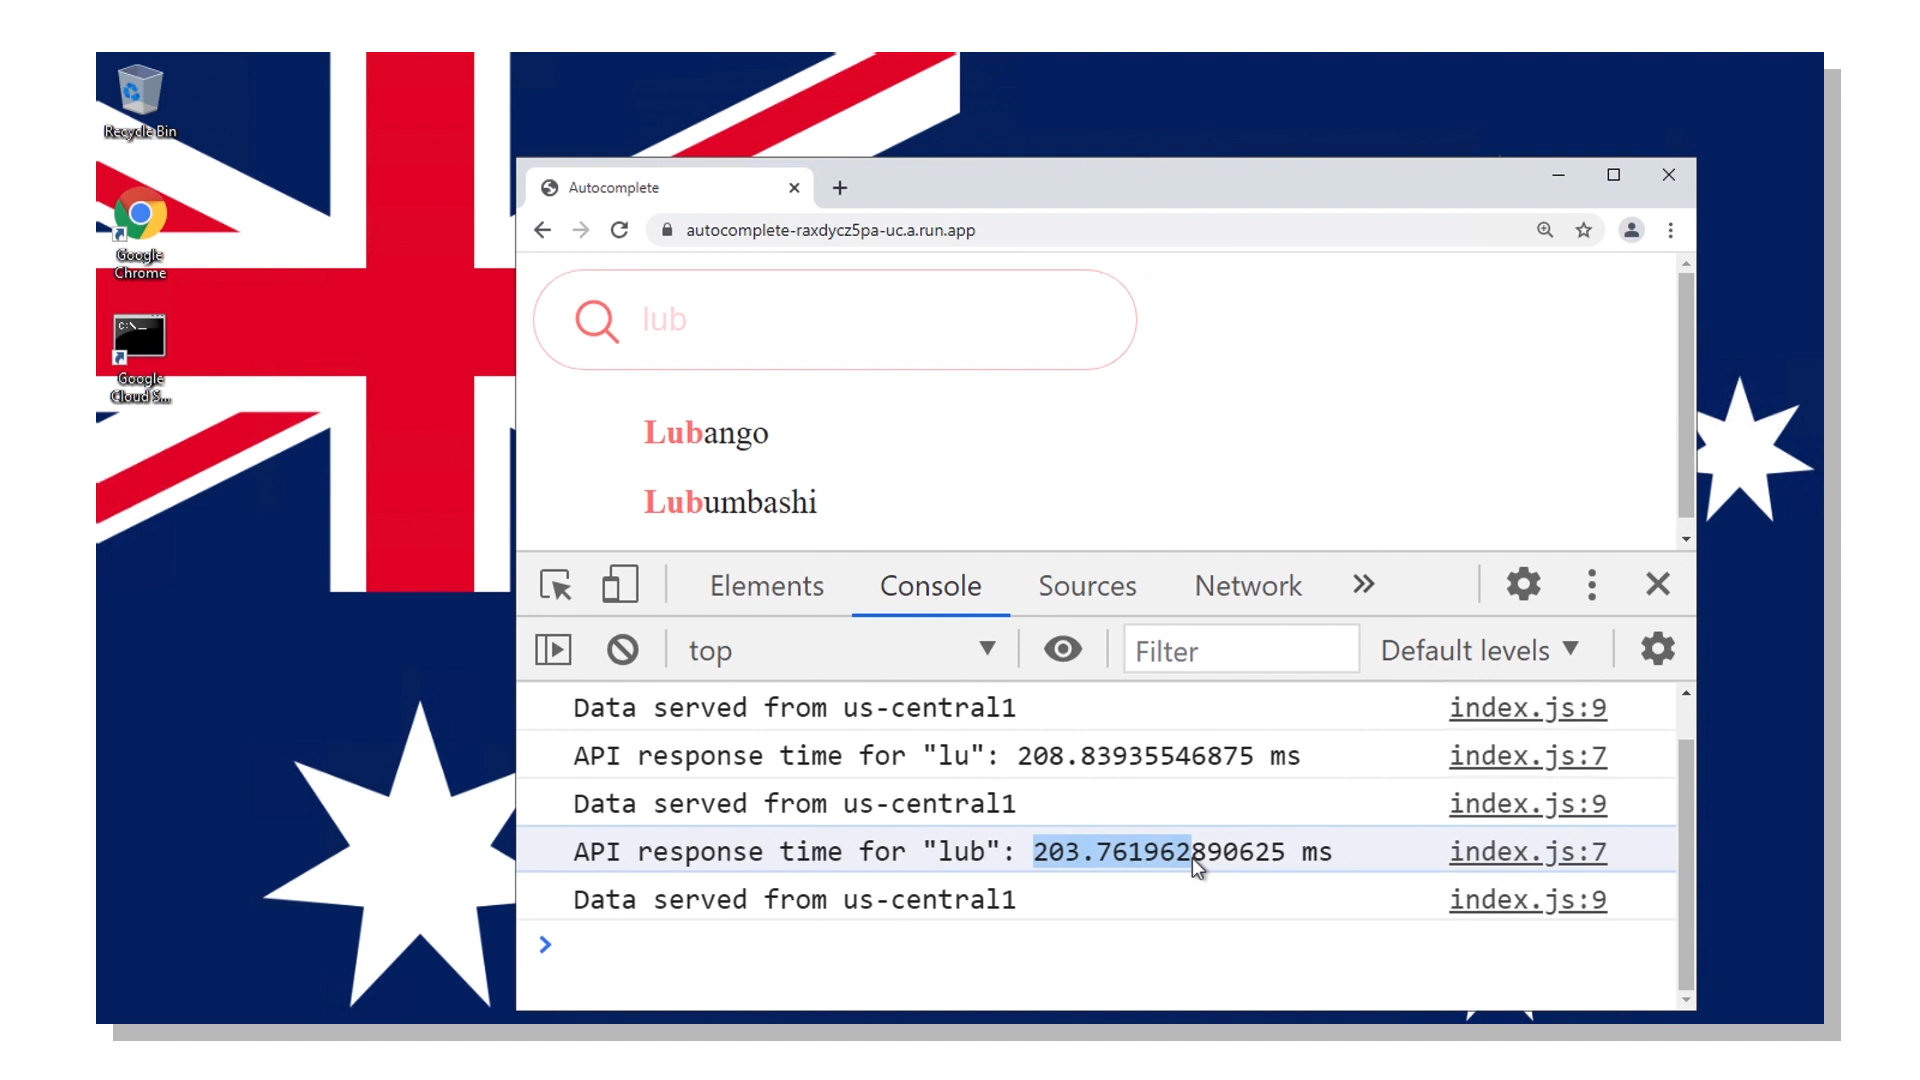 Recycle Bin
Google
Chrome
C:\_
Google
Cloud S...
Autocomplete
autocomplete-raxdycz5pa-uc.a.run.app
lub
Lubango
Lubumbashi
Elements Console Sources Network »
top Filter Default levels
Data served from us-central1 index.js:9
API response time for "lu": 208.83935546875 ms index.js:7
Data served from us-central1 index.js:9
API response time for "lub": 203.761962890625 ms index.js:7
Data served from us-central1 index.js:9
>